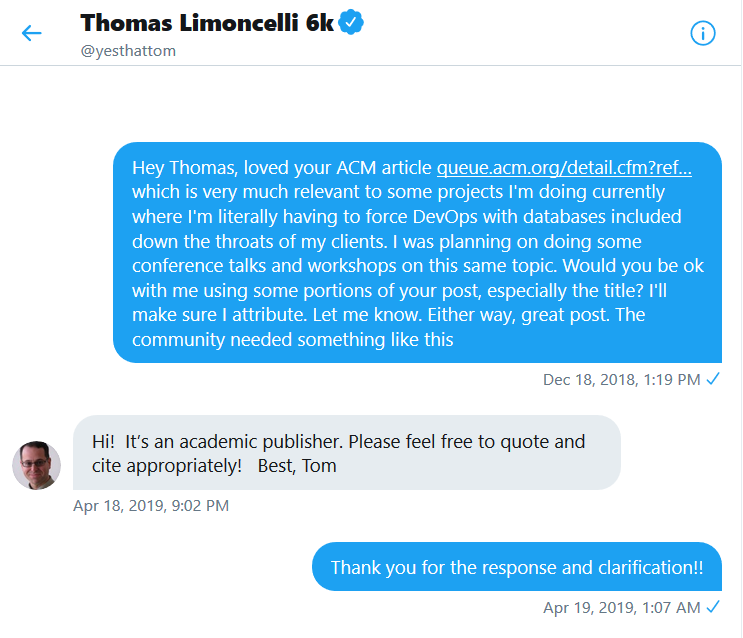 Thomas Limoncelli 6k
@yesthattom
Hey Thomas, loved your ACM article queue.acm.org/detail.cfm?ref...
which is very much relevant to some projects I'm doing currently
where I'm literally having to force DevOps with databases included
down the throats of my clients. I was planning on doing some
conference talks and workshops on this same topic. Would you be ok
with me using some portions of your post, especially the title? I'll
make sure I attribute. Let me know. Either way, great post. The
community needed something like this
Dec 18, 2018, 1:19 PM
Hi!  It's an academic publisher. Please feel free to quote and
cite appropriately!   Best, Tom
Apr 18, 2019, 9:02 PM
Thank you for the response and clarification!!
Apr 19, 2019, 1:07 AM